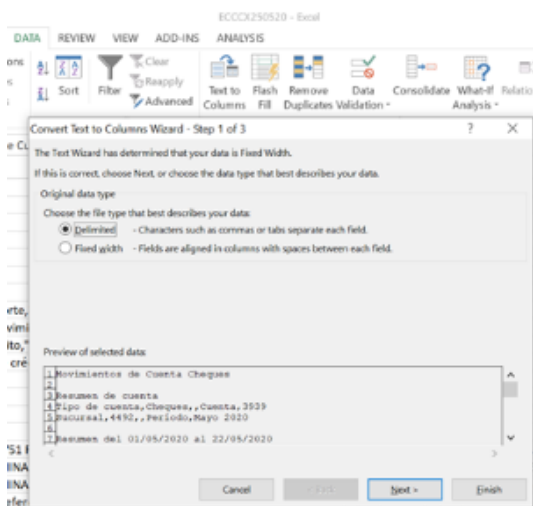 ECCCX250520 - Excel
DATA REVIEW VIEW ADD-INS ANALYSIS
Sort
Filter
Clear
Reapply
Advanced
Text to Columns
Flash Fill
Remove Duplicates
Data Validation
Consolidate
What-If Analysis
Convert Text to Columns Wizard - Step 1 of 3 ? ×
The Text Wizard has determined that your data is Fixed Width.
If this is correct, choose Next, or choose the data type that best describes your data.
Original data type
Choose the file type that best describes your data:
Delimited - Characters such as commas or tabs separate each field.
Fixed width - Fields are aligned in columns with spaces between each field.
Preview of selected data:
1 Movimientos de Cuenta Cheques
2
3 Resumen de cuenta
4 Tipo de cuenta,Cheques,,Cuenta,3939
5 Sucursal,4492,,Periodo,Mayo 2020
6
7 Resumen del 01/05/2020 al 22/05/2020
Cancel < Back Next > Finish